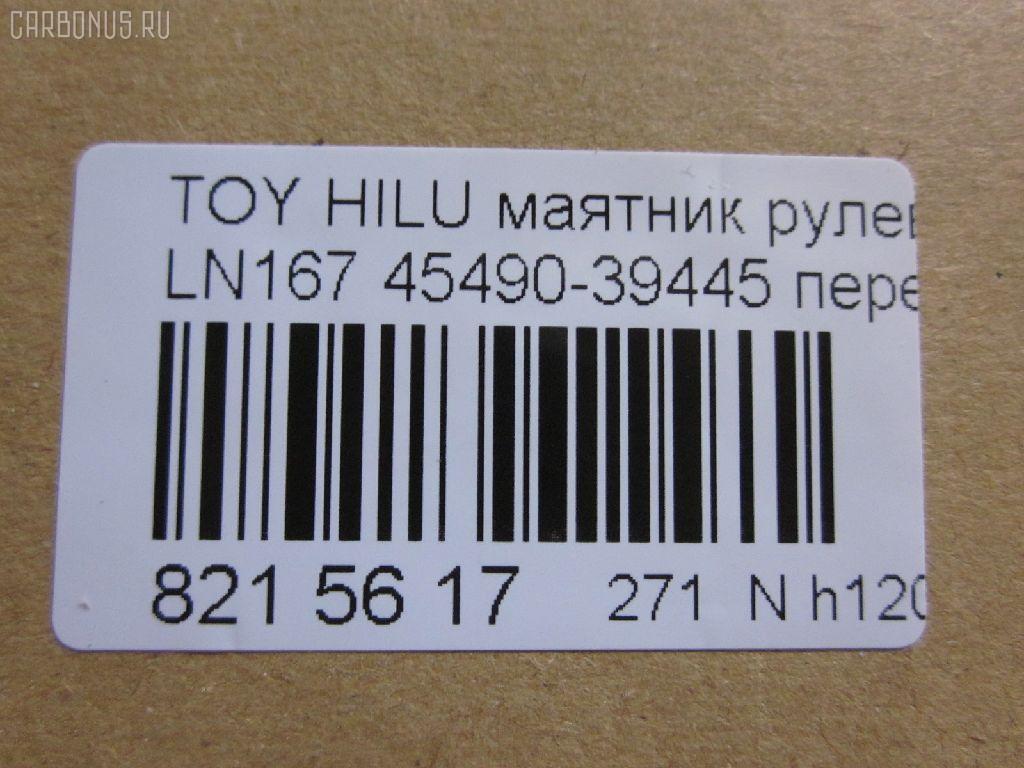 CARBONUS.RU
TOY HILU маятник рулев
LN167 45490-39445 пере
821 56 17 271 N h120